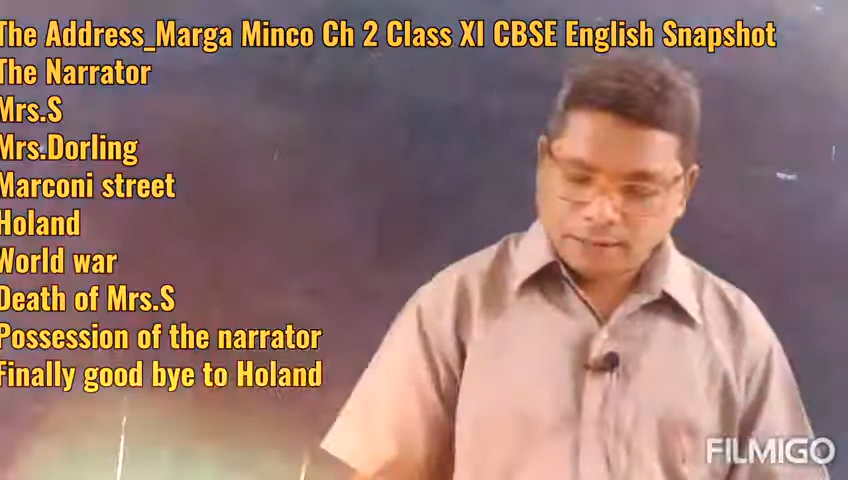 The Address_Marga Minco Ch 2 Class XI CBSE English Snapshot
The Narrator
Mrs.S
Mrs.Dorling
Marconi street
Holand
World war
Death of Mrs.S
Possession of the narrator
Finally good bye to Holand
FILMIGO